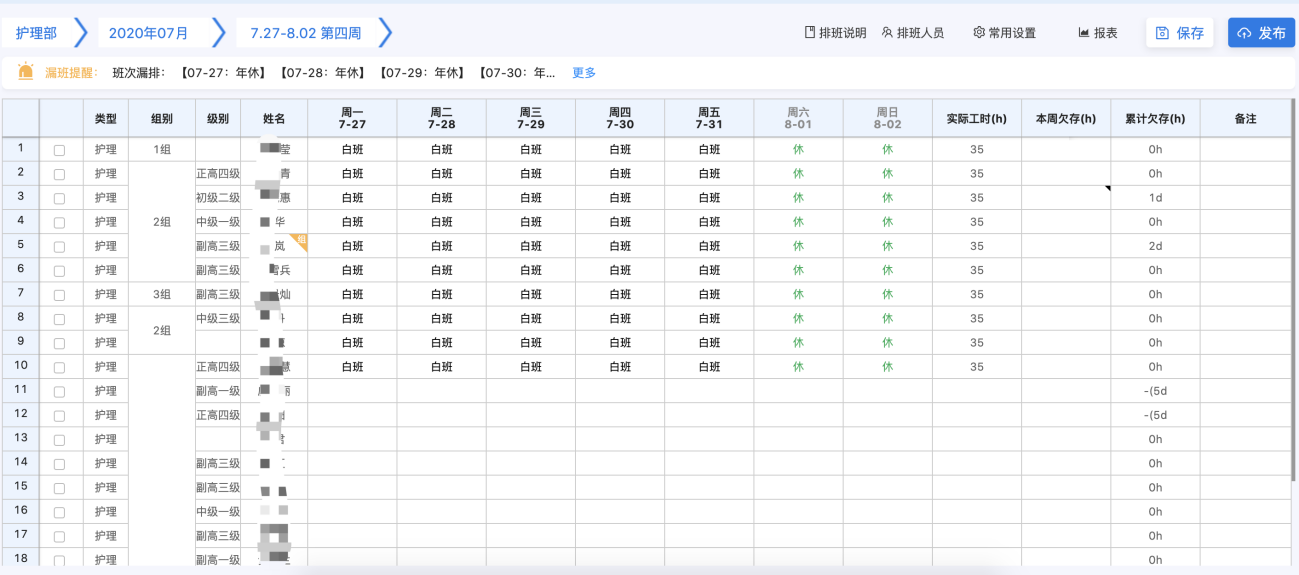 护理部 2020年07月 7.27-8.02 第四周 排班说明 排班人员 常用设置 报表 保存 发布
漏班提醒： 班次漏排： 【07-27：年休】 【07-28：年休】 【07-29：年休】 【07-30：年... 更多
类型 组别 级别 姓名 周一 7-27 周二 7-28 周三 7-29 周四 7-30 周五 7-31 周六 8-01 周日 8-02 实际工时(h) 本周欠存(h) 累计欠存(h) 备注
1 护理 1组 莹 白班 白班 白班 白班 白班 休 休 35 0h
2 护理 正高四级 青 白班 白班 白班 白班 白班 休 休 35 0h
3 护理 初级二级 惠 白班 白班 白班 白班 白班 休 休 35 1d
4 护理 2组 中级一级 华 白班 白班 白班 白班 白班 休 休 35 0h
5 护理 副高三级 岚 组 白班 白班 白班 白班 白班 休 休 35 2d
6 护理 副高三级 兵 白班 白班 白班 白班 白班 休 休 35 0h
7 护理 3组 副高三级 灿 白班 白班 白班 白班 白班 休 休 35 0h
8 护理 2组 中级三级 白班 白班 白班 白班 白班 休 休 35 0h
9 护理 白班 白班 白班 白班 白班 休 休 35 0h
10 护理 正高四级 慧 白班 白班 白班 白班 白班 休 休 35 0h
11 护理 副高一级 -(5d
12 护理 正高四级 -(5d
13 护理 0h
14 护理 副高三级 0h
15 护理 副高三级 0h
16 护理 中级一级 0h
17 护理 副高三级 0h
18 护理 副高一级 0h